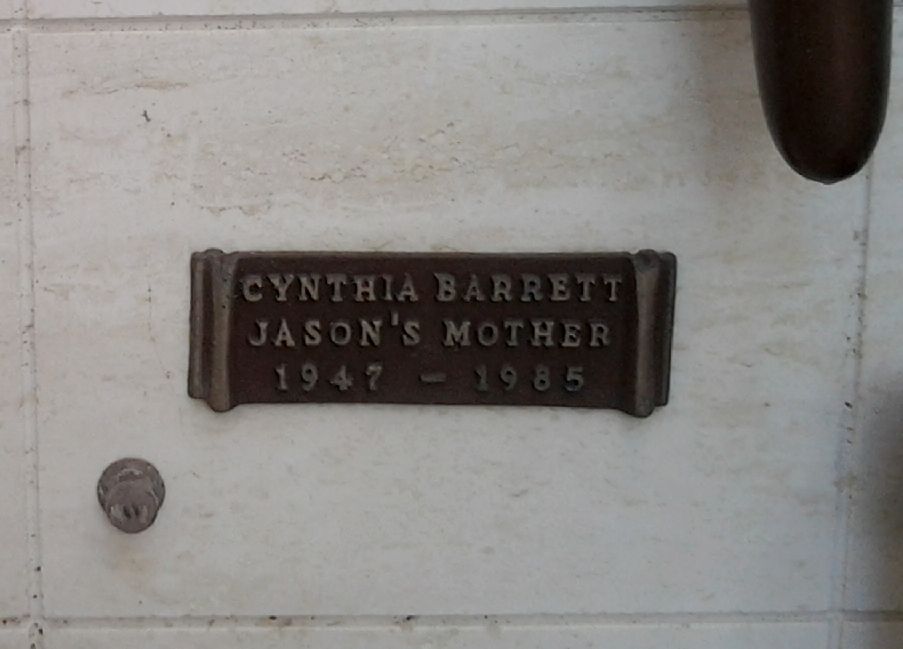 CYNTHIA BARRETT
JASON'S MOTHER
1947 – 1985